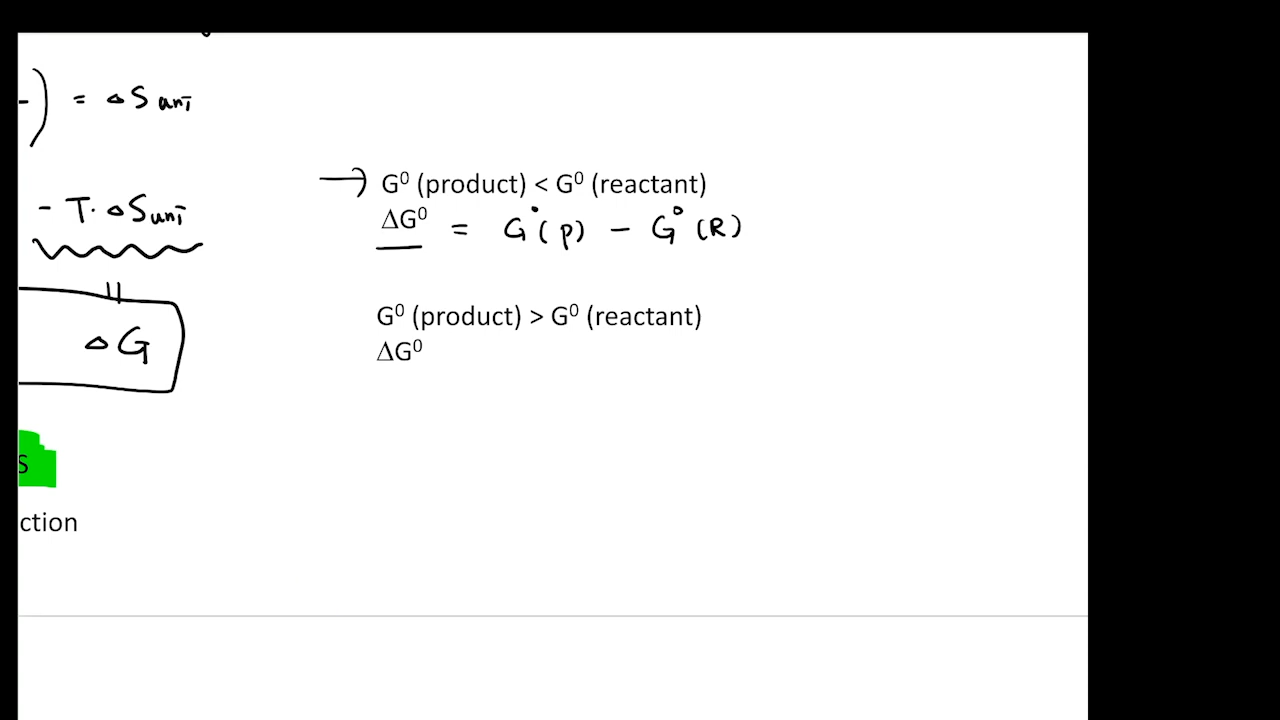 -) = ΔS uni
- T. ΔS uni
||
ΔG
S
ction
→ G⁰ (product) < G⁰ (reactant)
ΔG⁰ = G°(P) - G°(R)
G⁰ (product) > G⁰ (reactant)
ΔG⁰